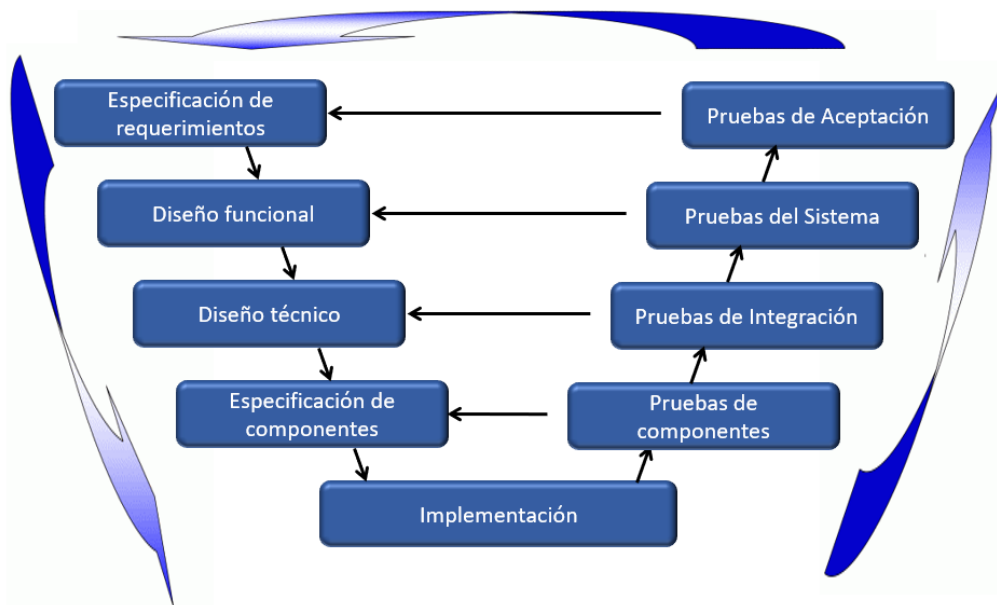 Especificación de
requerimientos
Pruebas de Aceptación
Diseño funcional
Pruebas del Sistema
Diseño técnico
Pruebas de Integración
Especificación de
componentes
Pruebas de
componentes
Implementación